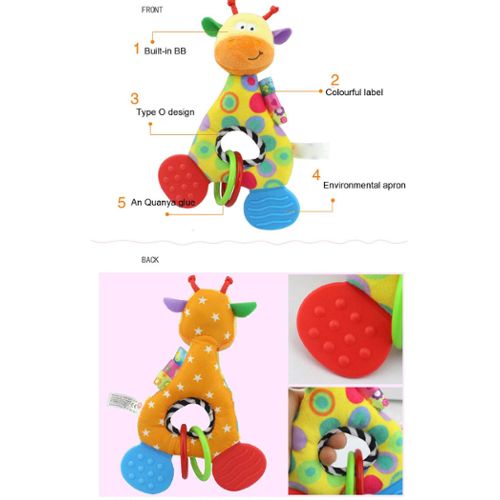 FRONT
1 Built-in BB
2 Colourful label
3 Type O design
4 Environmental apron
5 An Quanya glue
BACK